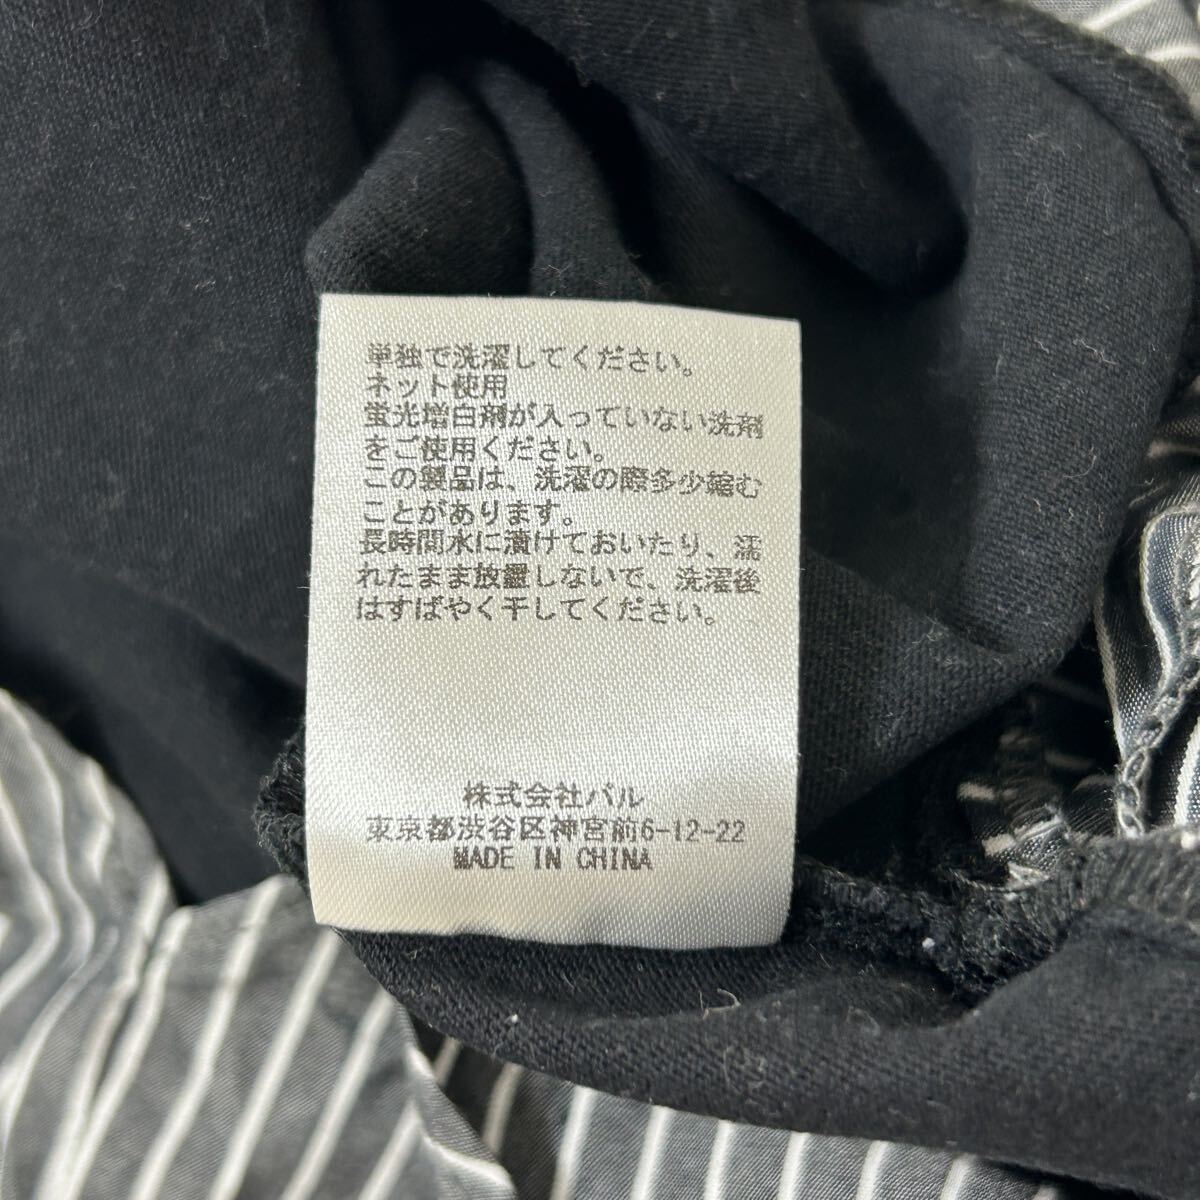 単独で洗濯してください。
ネット使用
蛍光増白剤が入っていない洗剤
をご使用ください。
この製品は、洗濯の際多少縮む
ことがあります。
長時間水に漬けておいたり、濡
れたまま放置しないで、洗濯後
はすばやく干してください。
株式会社パル
東京都渋谷区神宮前6-12-22
MADE IN CHINA